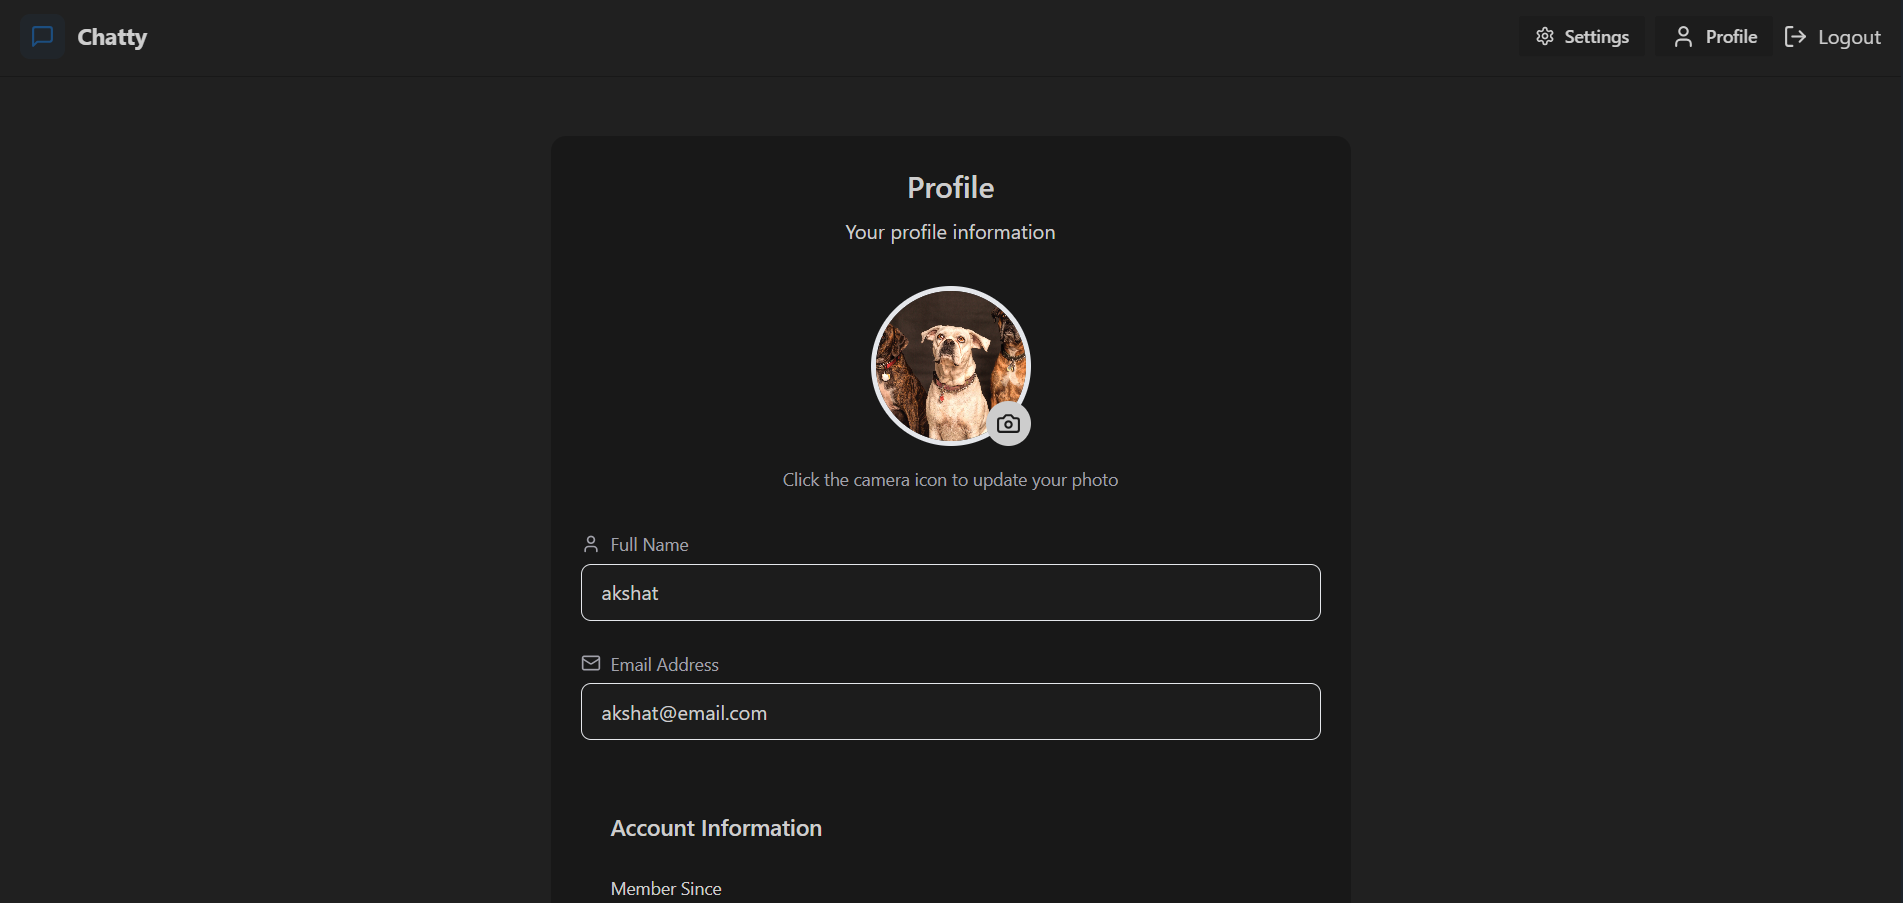 Chatty
Settings
Profile
Logout
Profile
Your profile information
Click the camera icon to update your photo
Full Name
akshat
Email Address
akshat@email.com
Account Information
Member Since